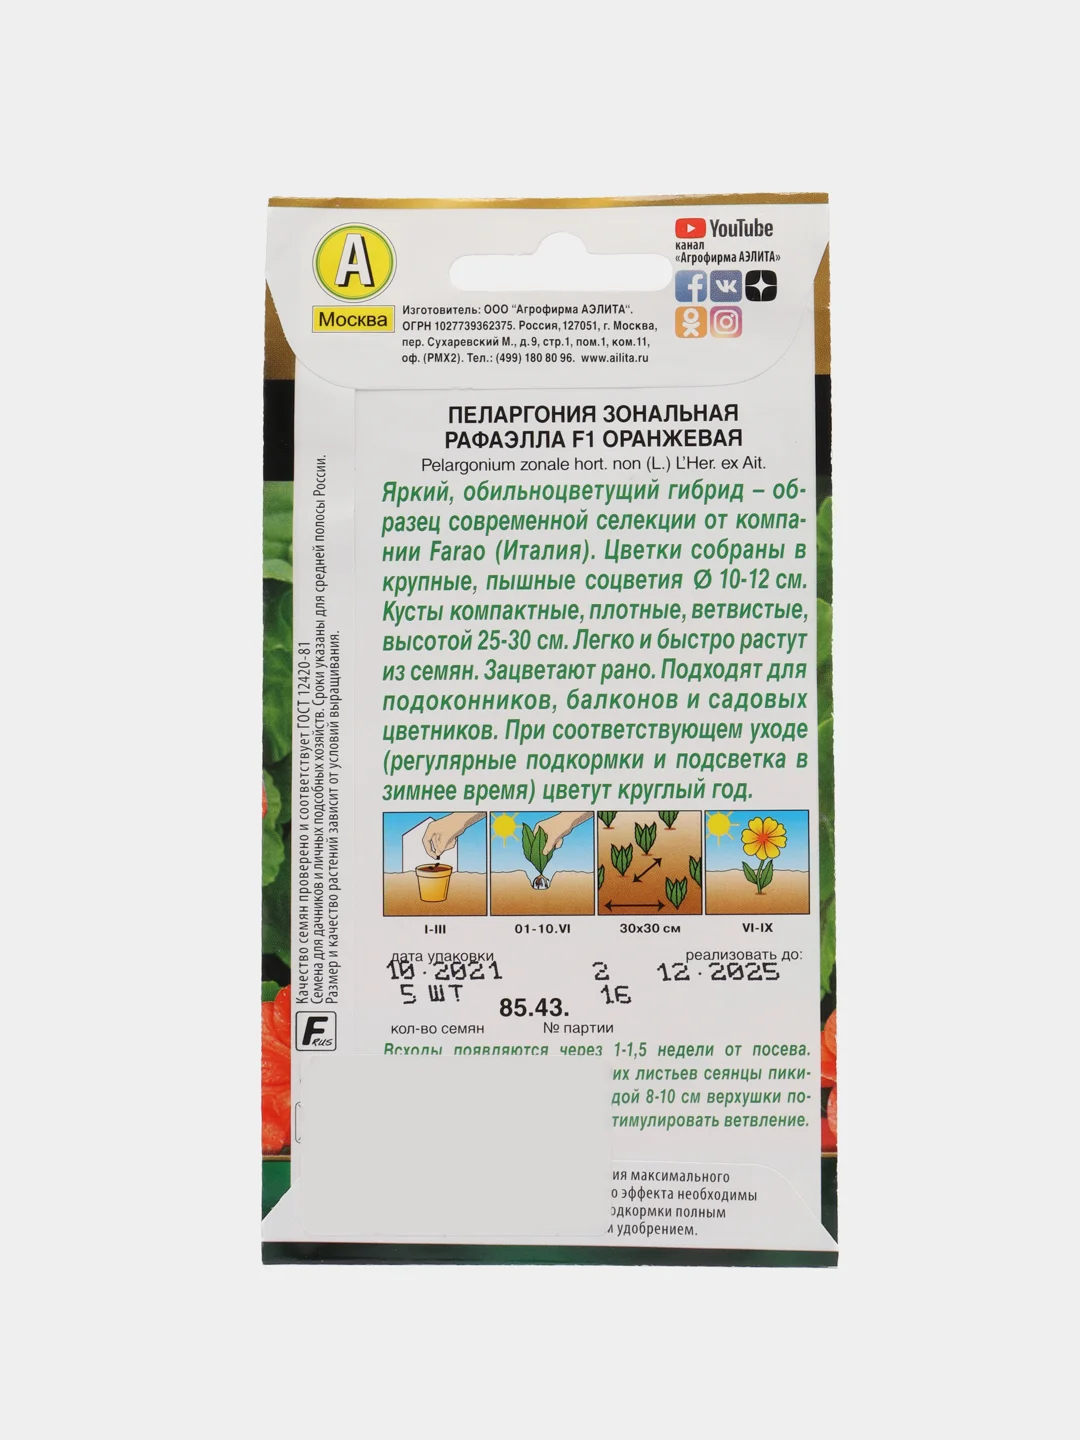 A
Москва
YouTube
канал
«Агрофирма АЭЛИТА»
Изготовитель: ООО "Агрофирма АЭЛИТА".
ОГРН 1027739362375. Россия,127051, г. Москва,
пер. Сухаревский М., д.9, стр.1, пом.1, ком.11,
оф. (РМХ2). Тел.: (499) 180 80 96. www.ailita.ru
ПЕЛАРГОНИЯ ЗОНАЛЬНАЯ
РАФАЭЛЛА F1 ОРАНЖЕВАЯ
Pelargonium zonale hort. non (L.) L'Her. ex Ait.
Яркий, обильноцветущий гибрид – об-
разец современной селекции от компа-
нии Farao (Италия). Цветки собраны в
крупные, пышные соцветия Ø 10-12 см.
Кусты компактные, плотные, ветвистые,
высотой 25-30 см. Легко и быстро растут
из семян. Зацветают рано. Подходят для
подоконников, балконов и садовых
цветников. При соответствующем уходе
(регулярные подкормки и подсветка в
зимнее время) цветут круглый год.
I-III 01-10.VI 30x30 см VI-IX
дата упаковки реализовать до:
10.2021 2 12.2025
5 ШТ 85.43. 16
кол-во семян № партии
Всходы появляются через 1-1,5 недели от посева.
их листьев сеянцы пики-
дой 8-10 см верхушки по-
тимулировать ветвление.
ия максимального
о эффекта необходимы
одкормки полным
удобрением.
Качество семян проверено и соответствует ГОСТ 12420-81
Семена для дачников и личных подсобных хозяйств. Сроки указаны для средней полосы России.
Размер и качество растений зависит от условий выращивания.
F RUS